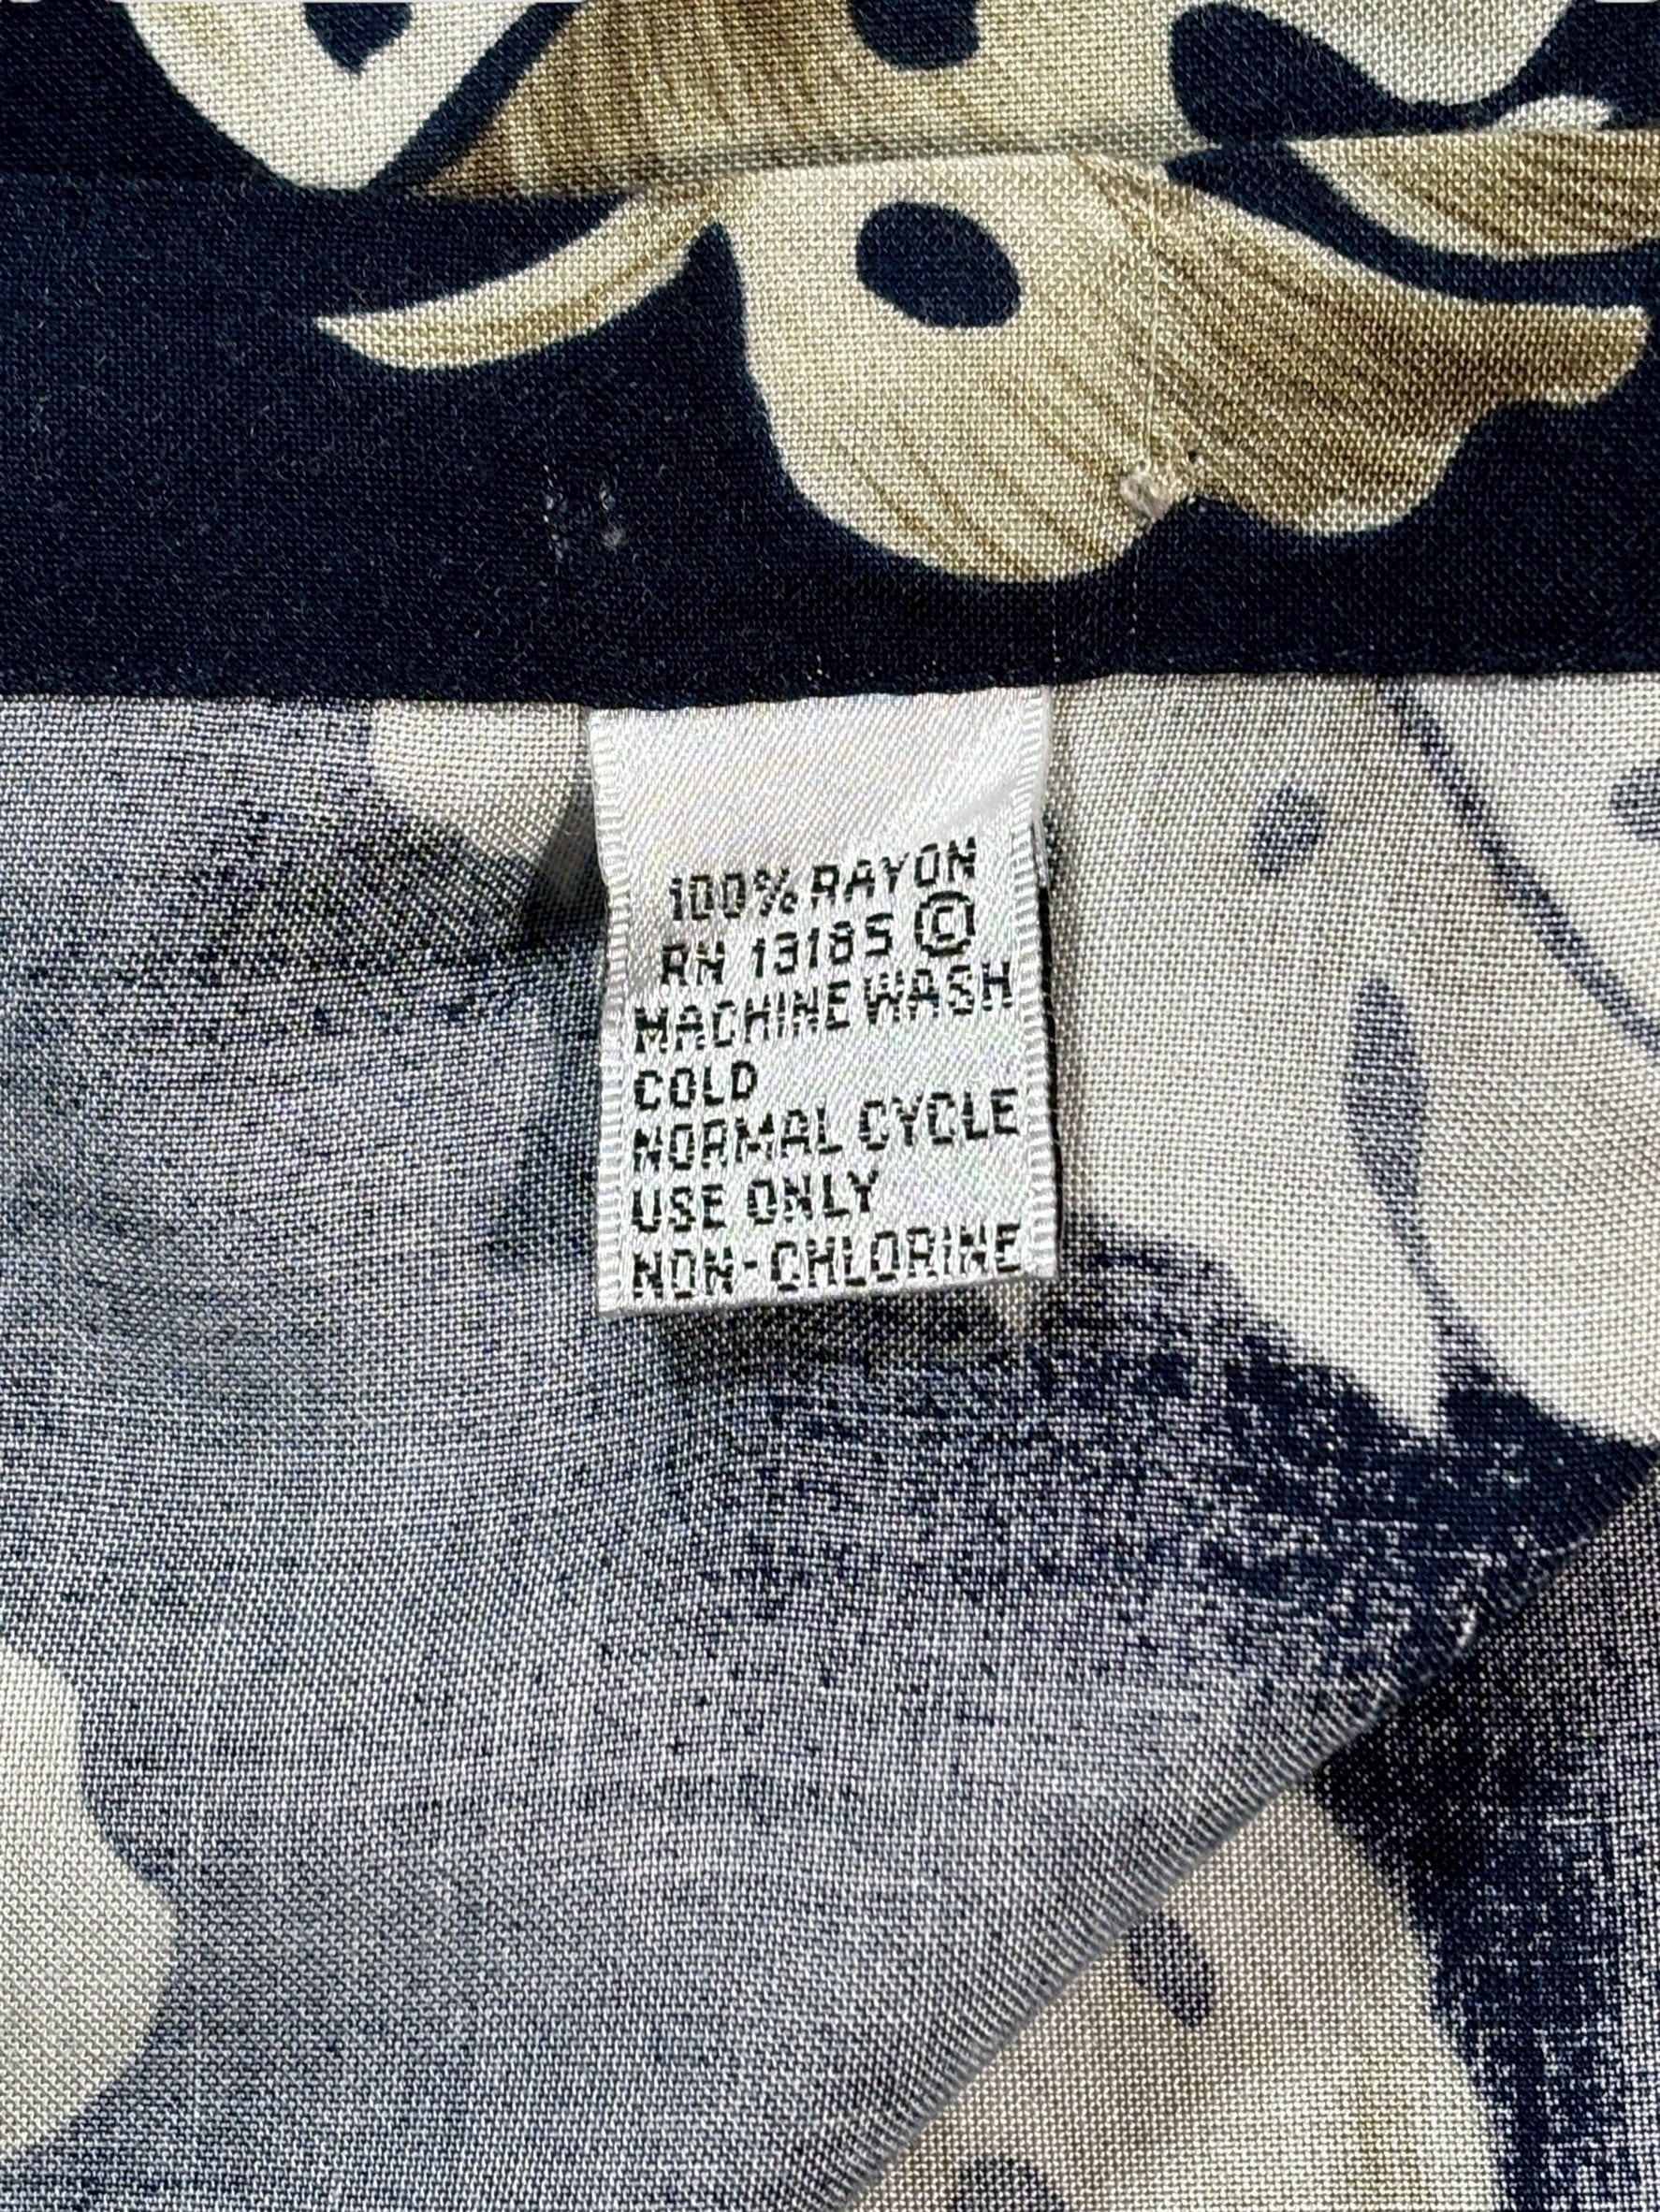 100% RAYON
RN 13185 ©
MACHINE WASH
COLD
NORMAL CYCLE
USE ONLY
NON-CHLORINE